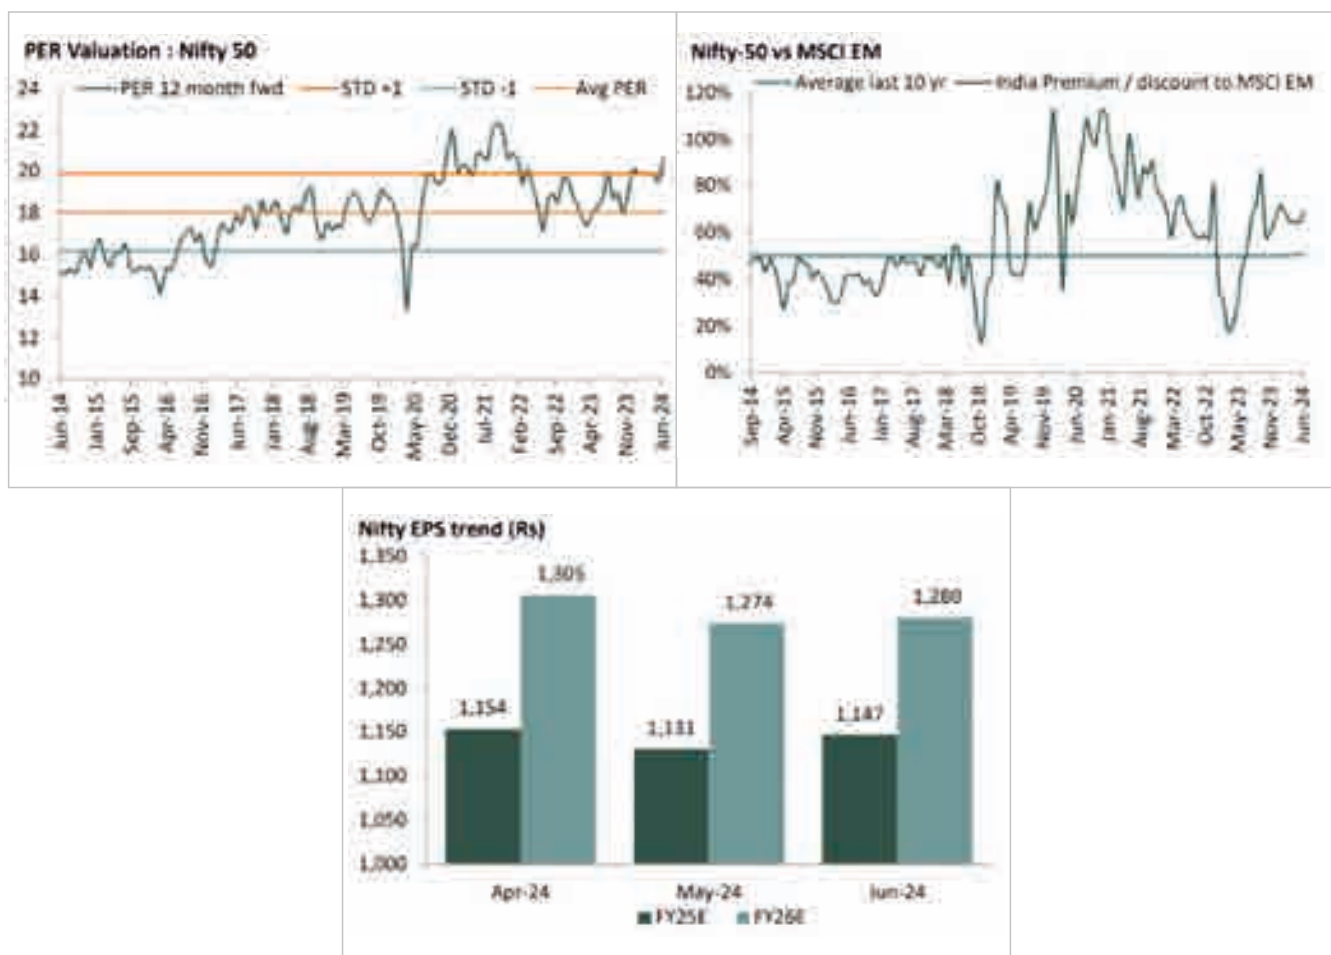 PER Valuation : Nifty 50
PER 12 month fwd STD +1 STD -1 Avg PER
24
22
20
18
16
14
12
10
Jun-14 Jan-15 Sep-15 Apr-16 Nov-16 Jun-17 Jan-18 Aug-18 Mar-19 Oct-19 May-20 Dec-20 Jul-21 Feb-22 Sep-22 Apr-23 Nov-23 Jun-24
Nifty-50 vs MSCI EM
Average last 10 yr India Premium / discount to MSCI EM
120%
100%
80%
60%
40%
20%
0%
Sep-14 Apr-15 Nov-15 Jun-16 Jan-17 Aug-17 Mar-18 Oct-18 Apr-19 Nov-19 Jun-20 Jan-21 Aug-21 Mar-22 Oct-22 May-23 Nov-23 Jun-24
Nifty EPS trend (Rs)
1,350
1,300
1,250
1,200
1,150
1,100
1,050
1,000
1,154 1,305
1,131 1,274
1,147 1,280
Apr-24 May-24 Jun-24
FY25E FY26E